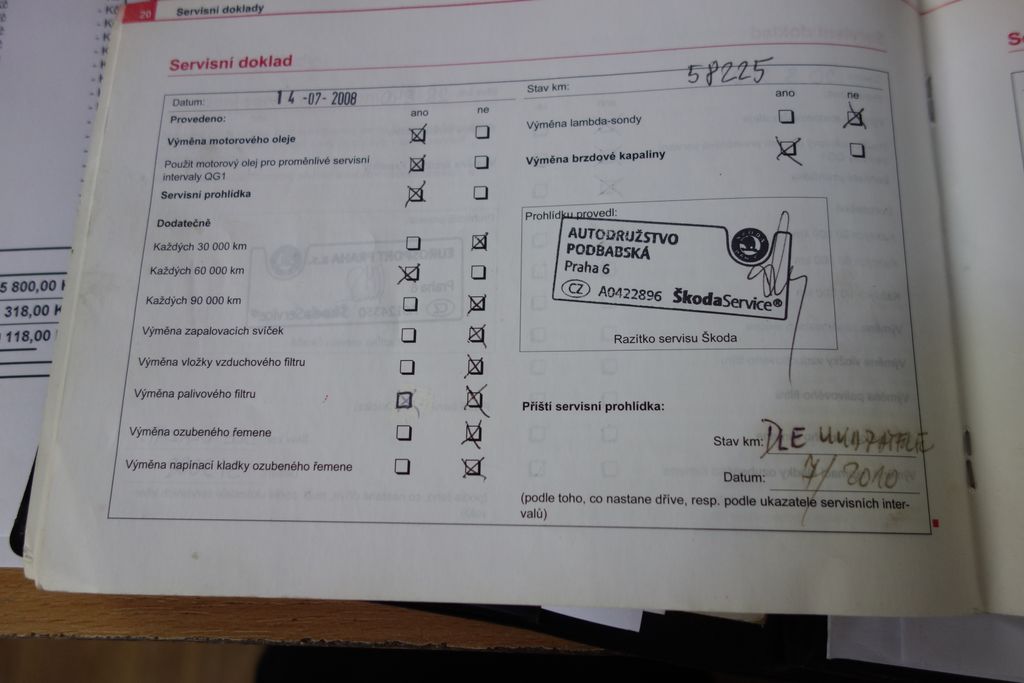 20 Servisní doklady
Servisní doklad
Datum: 14-07-2008
Provedeno: ano ne
Výměna motorového oleje
Použit motorový olej pro proměnlivé servisní
intervaly QG1
Servisní prohlídka
Dodatečně
Každých 30 000 km
Každých 60 000 km
Každých 90 000 km
Výměna zapalovacích svíček
Výměna vložky vzduchového filtru
Výměna palivového filtru
Výměna ozubeného řemene
Výměna napínací kladky ozubeného řemene
Stav km: 58225
ano ne
Výměna lambda-sondy
Výměna brzdové kapaliny
Prohlídku provedl:
AUTODRUŽSTVO
PODBABSKÁ
Praha 6
CZ A0422896 ŠkodaService®
Razítko servisu Škoda
Příští servisní prohlídka:
Stav km: DLE UKAZATELE
Datum: 7/2010
(podle toho, co nastane dříve, resp. podle ukazatele servisních inter-
valů)
5 800,00 K
318,00 K
118,00